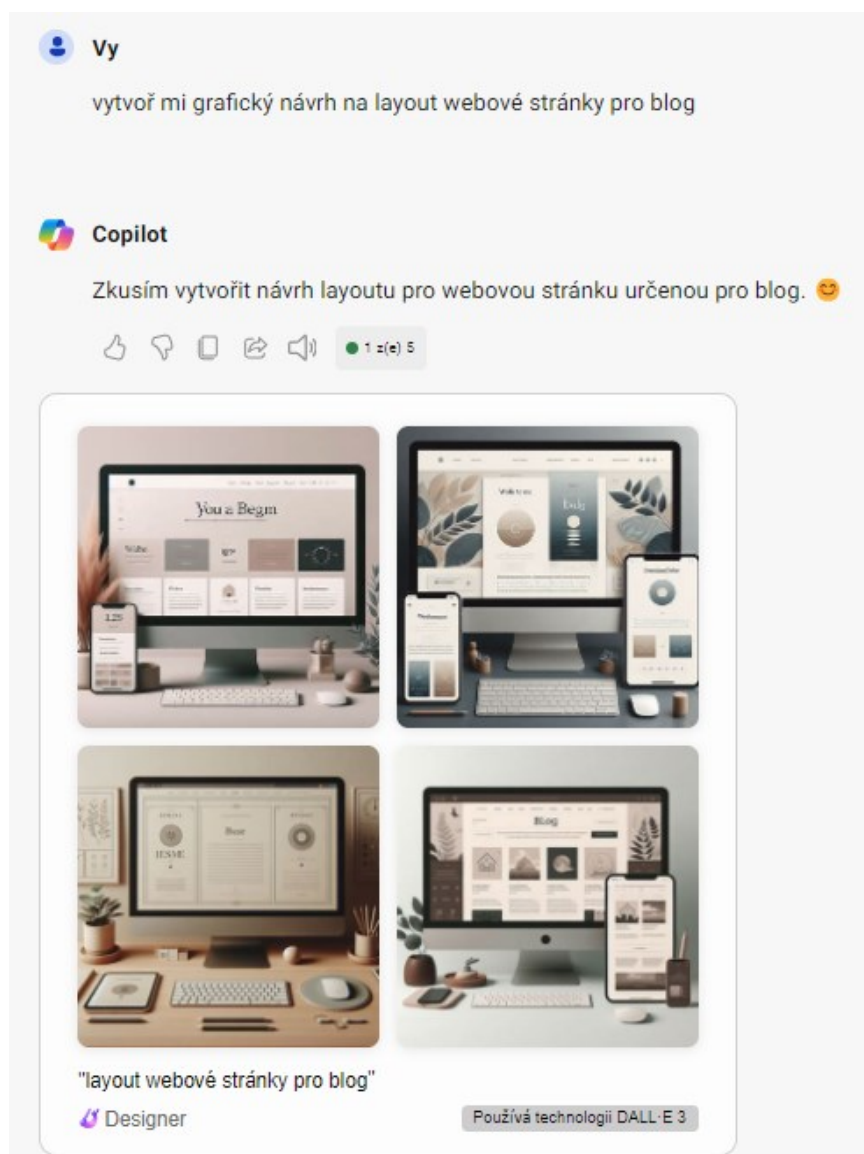 Vy
vytvoř mi grafický návrh na layout webové stránky pro blog
Copilot
Zkusím vytvořit návrh layoutu pro webovou stránku určenou pro blog. 😊
1 z(e) 5
You a Begm
BLog
"layout webové stránky pro blog"
Designer
Používá technologii DALL·E 3